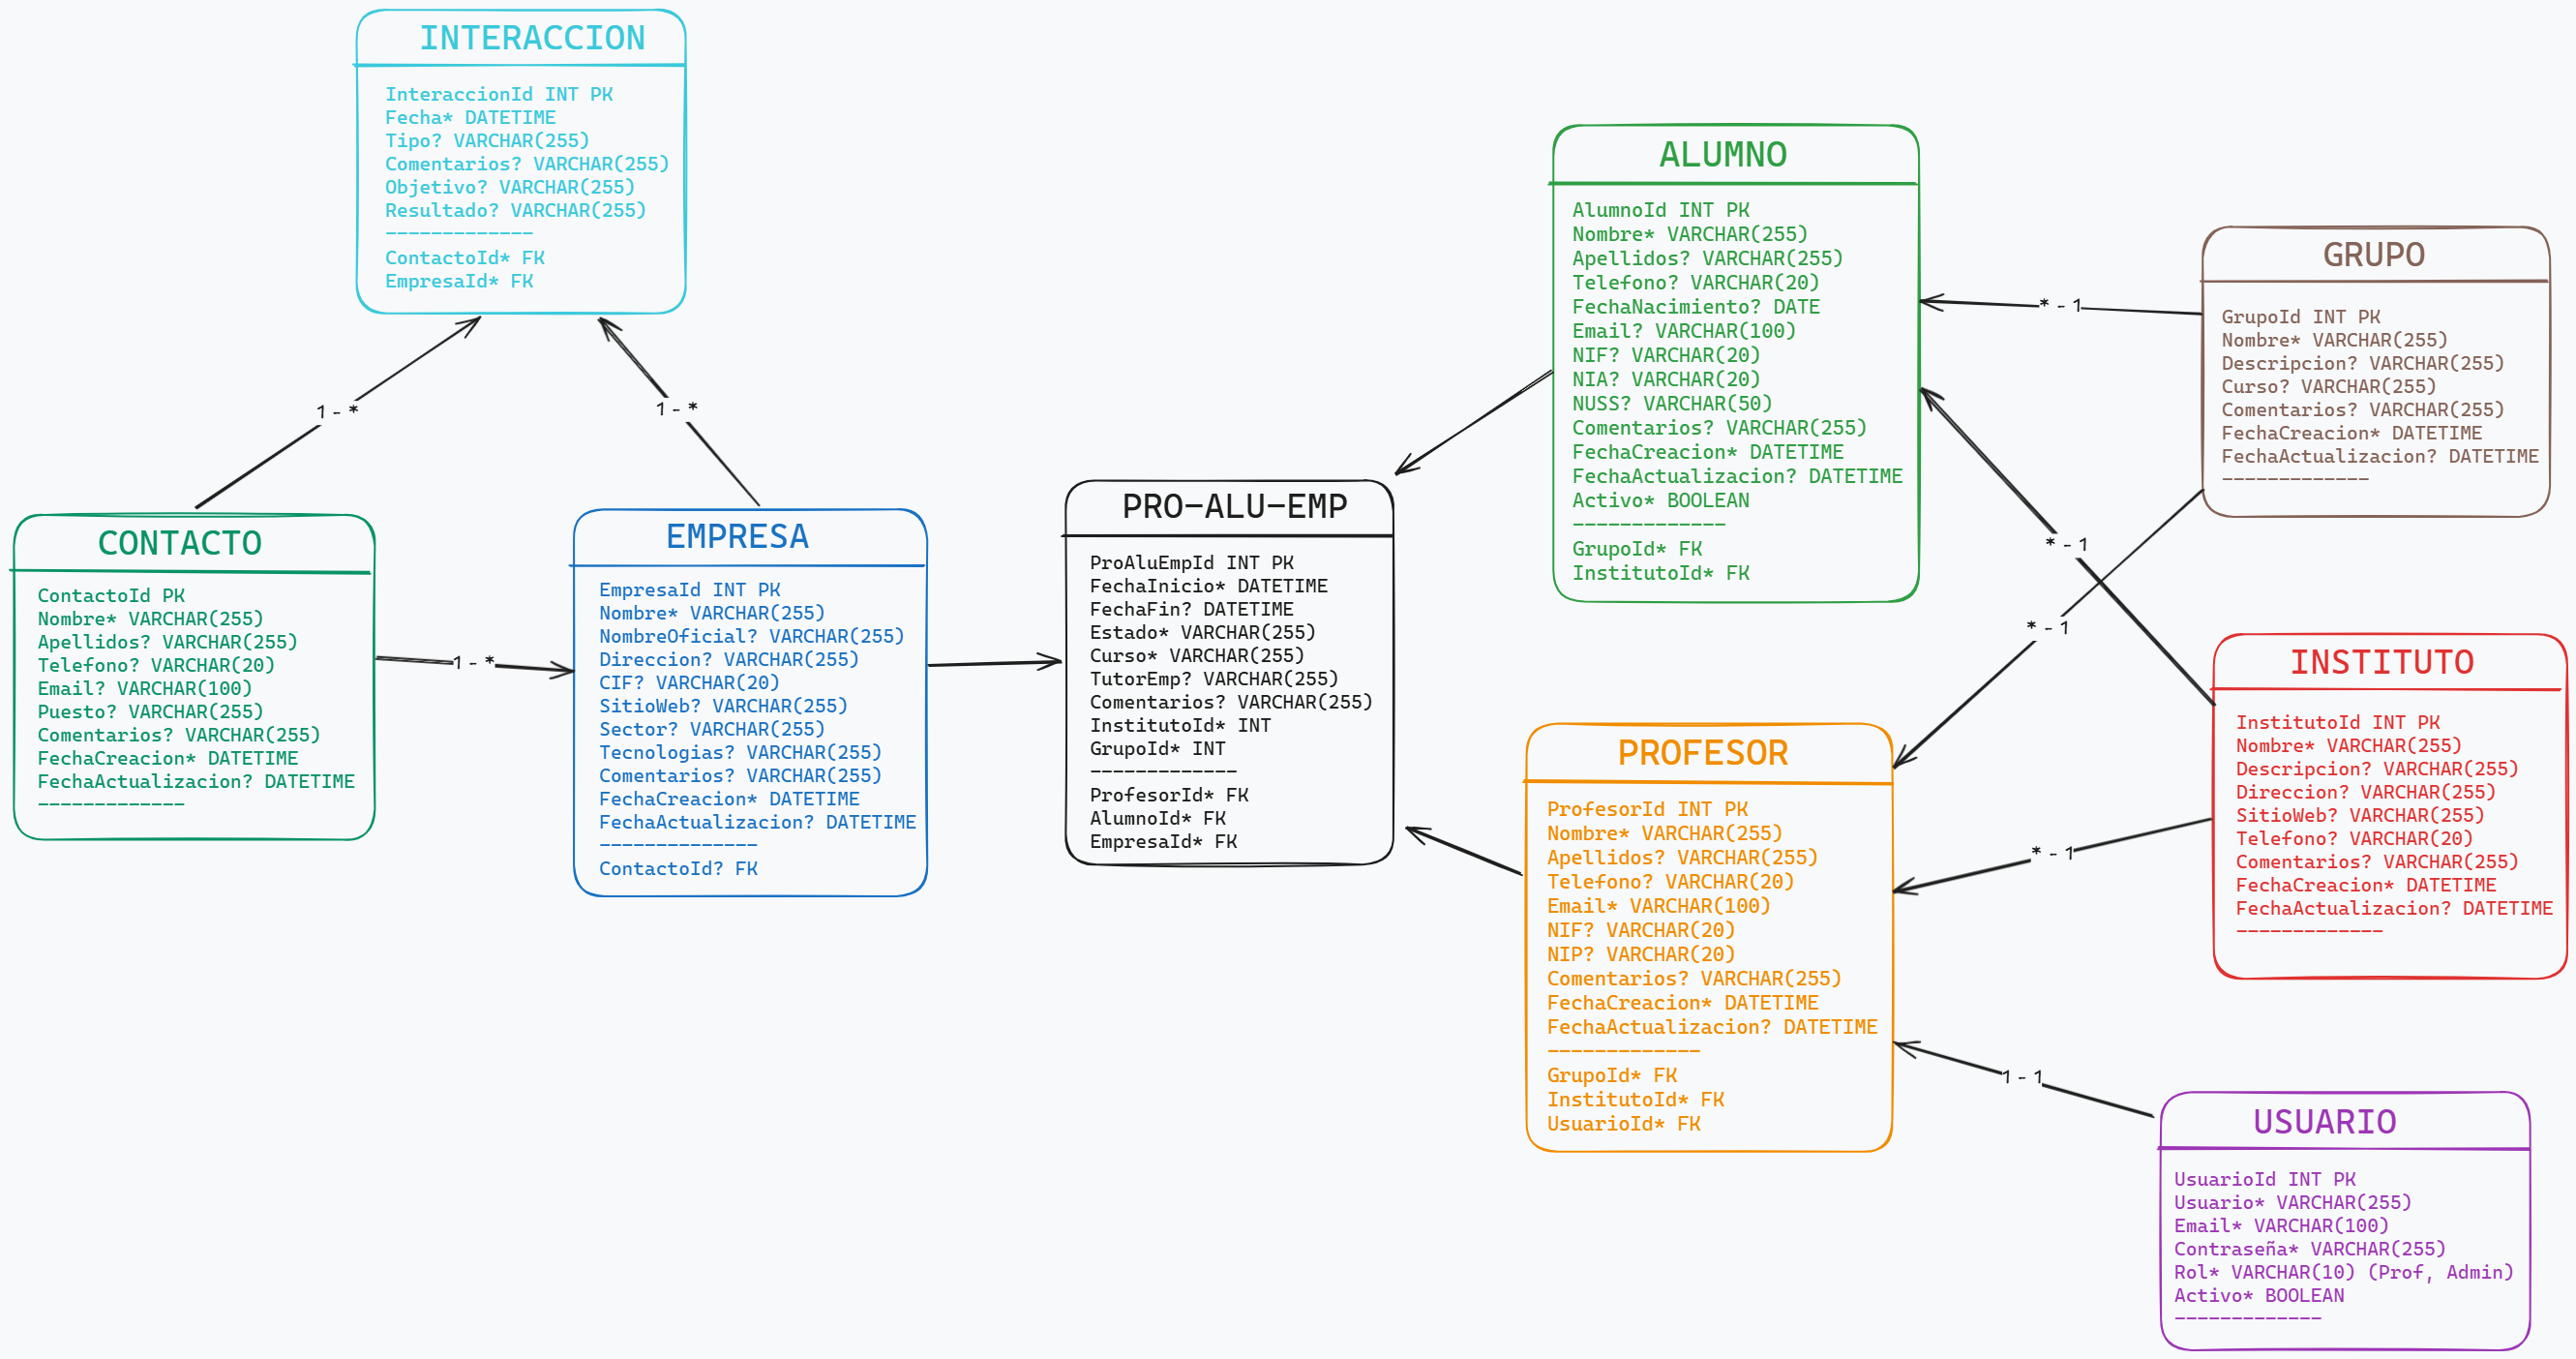 INTERACCION
InteraccionId INT PK
Fecha* DATETIME
Tipo? VARCHAR(255)
Comentarios? VARCHAR(255)
Objetivo? VARCHAR(255)
Resultado? VARCHAR(255)
-------------
ContactoId* FK
EmpresaId* FK
1 - *
1 - *
CONTACTO
ContactoId PK
Nombre* VARCHAR(255)
Apellidos? VARCHAR(255)
Telefono? VARCHAR(20)
Email? VARCHAR(100)
Puesto? VARCHAR(255)
Comentarios? VARCHAR(255)
FechaCreacion* DATETIME
FechaActualizacion? DATETIME
-------------
1 - *
EMPRESA
EmpresaId INT PK
Nombre* VARCHAR(255)
NombreOficial? VARCHAR(255)
Direccion? VARCHAR(255)
CIF? VARCHAR(20)
SitioWeb? VARCHAR(255)
Sector? VARCHAR(255)
Tecnologias? VARCHAR(255)
Comentarios? VARCHAR(255)
FechaCreacion* DATETIME
FechaActualizacion? DATETIME
--------------
ContactoId? FK
PRO-ALU-EMP
ProAluEmpId INT PK
FechaInicio* DATETIME
FechaFin? DATETIME
Estado* VARCHAR(255)
Curso* VARCHAR(255)
TutorEmp? VARCHAR(255)
Comentarios? VARCHAR(255)
InstitutoId* INT
GrupoId* INT
-------------
ProfesorId* FK
AlumnoId* FK
EmpresaId* FK
ALUMNO
AlumnoId INT PK
Nombre* VARCHAR(255)
Apellidos? VARCHAR(255)
Telefono? VARCHAR(20)
FechaNacimiento? DATE
Email? VARCHAR(100)
NIF? VARCHAR(20)
NIA? VARCHAR(20)
NUSS? VARCHAR(50)
Comentarios? VARCHAR(255)
FechaCreacion* DATETIME
FechaActualizacion? DATETIME
Activo* BOOLEAN
-------------
GrupoId* FK
InstitutoId* FK
* - 1
* - 1
* - 1
GRUPO
GrupoId INT PK
Nombre* VARCHAR(255)
Descripcion? VARCHAR(255)
Curso? VARCHAR(255)
Comentarios? VARCHAR(255)
FechaCreacion* DATETIME
FechaActualizacion? DATETIME
-------------
PROFESOR
ProfesorId INT PK
Nombre* VARCHAR(255)
Apellidos? VARCHAR(255)
Telefono? VARCHAR(20)
Email* VARCHAR(100)
NIF? VARCHAR(20)
NIP? VARCHAR(20)
Comentarios? VARCHAR(255)
FechaCreacion* DATETIME
FechaActualizacion? DATETIME
-------------
GrupoId* FK
InstitutoId* FK
UsuarioId* FK
* - 1
1 - 1
INSTITUTO
InstitutoId INT PK
Nombre* VARCHAR(255)
Descripcion? VARCHAR(255)
Direccion? VARCHAR(255)
SitioWeb? VARCHAR(255)
Telefono? VARCHAR(20)
Comentarios? VARCHAR(255)
FechaCreacion* DATETIME
FechaActualizacion? DATETIME
-------------
USUARIO
UsuarioId INT PK
Usuario* VARCHAR(255)
Email* VARCHAR(100)
Contraseña* VARCHAR(255)
Rol* VARCHAR(10) (Prof, Admin)
Activo* BOOLEAN
-------------